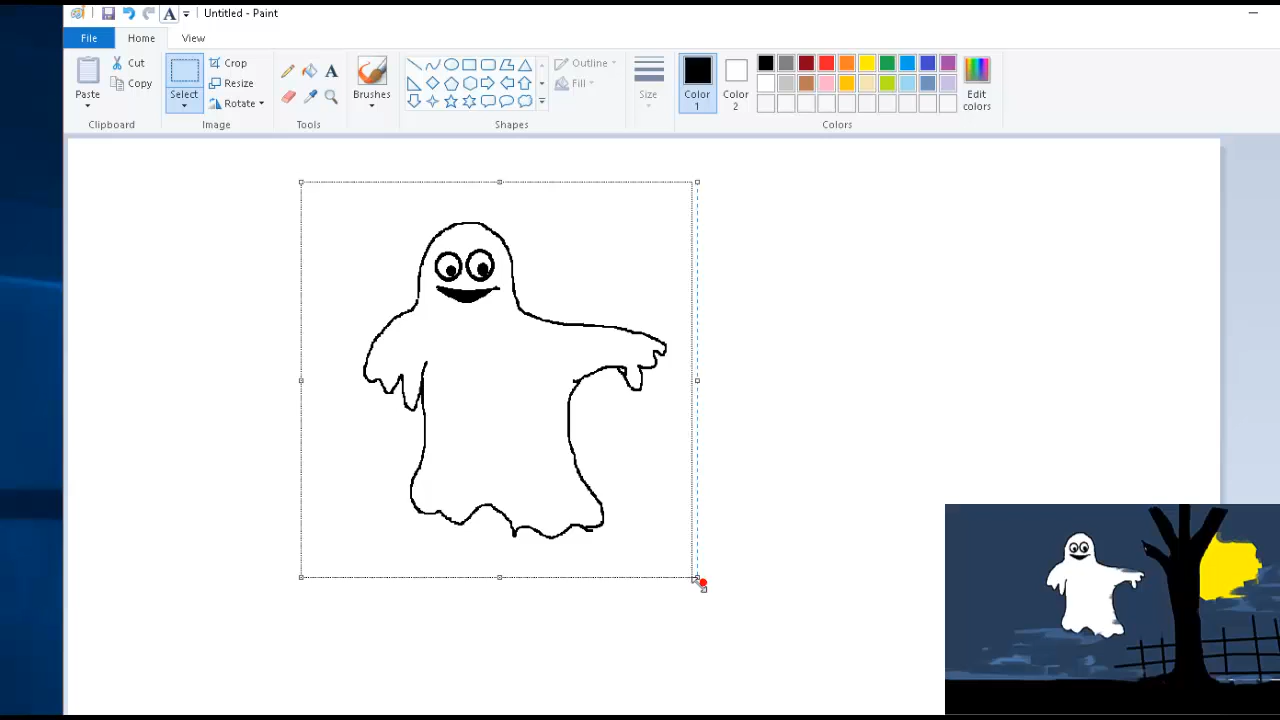 Untitled - Paint
File Home View
Cut
Copy
Paste
Clipboard
Select
Crop
Resize
Rotate
Image
Tools
Brushes
Outline
Fill
Shapes
Size
Color 1
Color 2
Edit colors
Colors
A
A